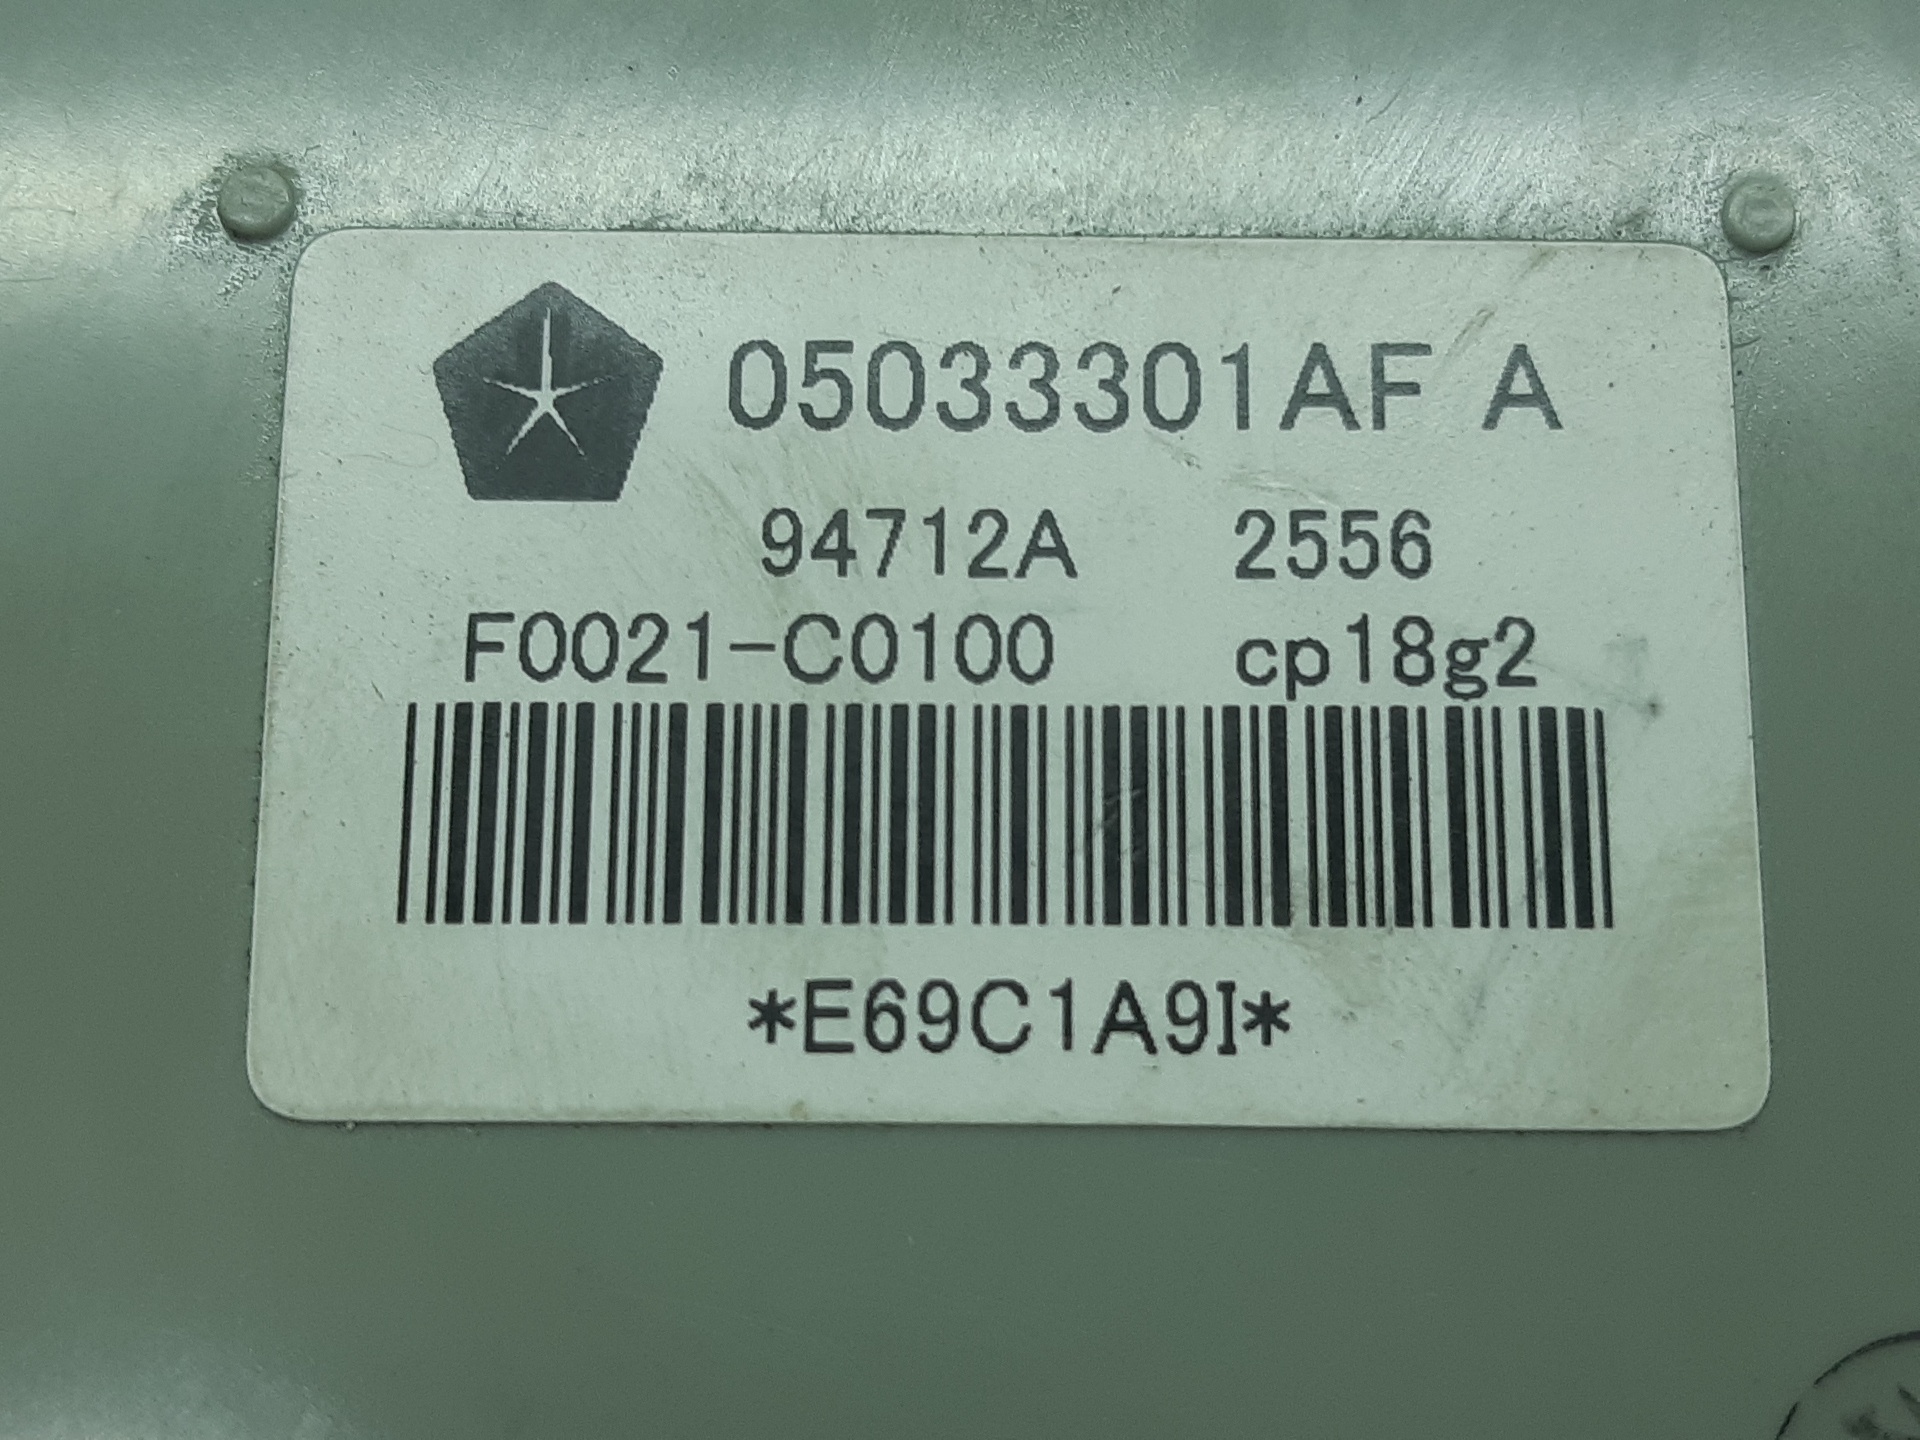 05033301AF A
94712A 2556
F0021-C0100 cp18g2
*E69C1A9I*